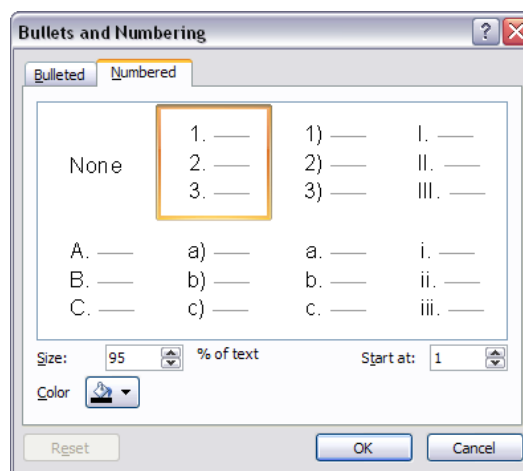 Bullets and Numbering
Bulleted Numbered
None
1.
2.
3.
1)
2)
3)
I.
II.
III.
A.
B.
C.
a)
b)
c)
a.
b.
c.
i.
ii.
iii.
Size: 95 % of text Start at: 1
Color
Reset OK Cancel